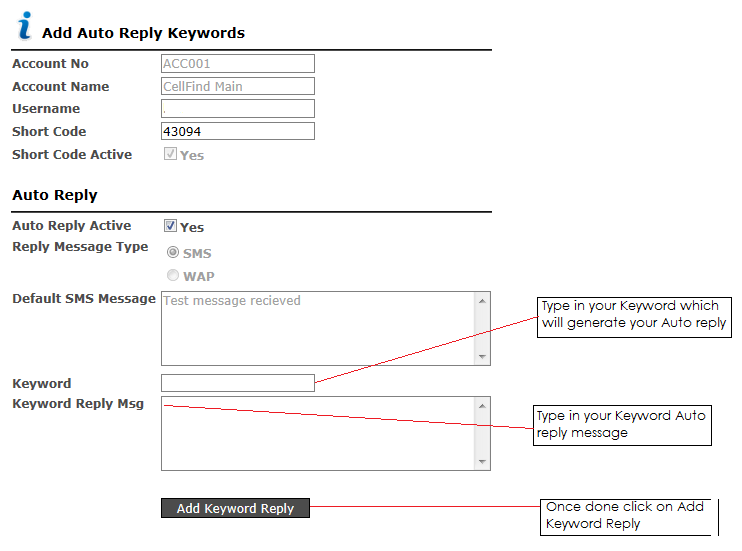 Add Auto Reply Keywords
Account No ACC001
Account Name CellFind Main
Username .
Short Code 43094
Short Code Active Yes
Auto Reply
Auto Reply Active Yes
Reply Message Type SMS
WAP
Default SMS Message Test message recieved
Type in your Keyword which
will generate your Auto reply
Keyword
Keyword Reply Msg
Type in your Keyword Auto
reply message
Add Keyword Reply
Once done click on Add
Keyword Reply